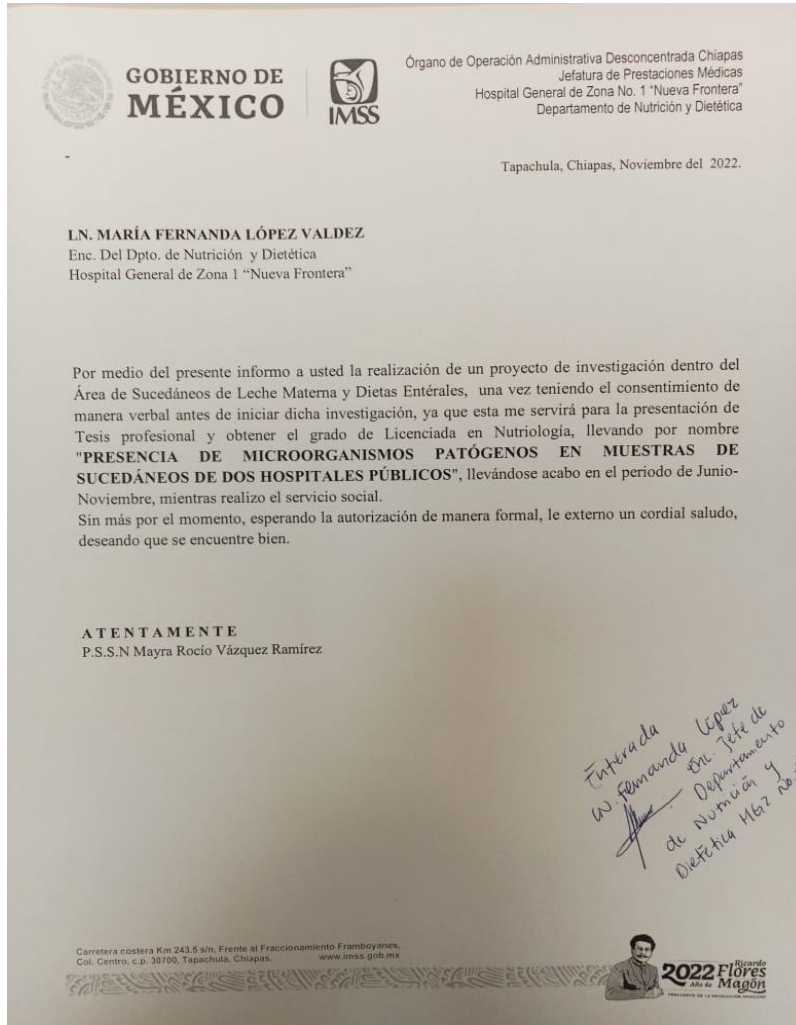 GOBIERNO DE
MÉXICO
IMSS
Órgano de Operación Administrativa Desconcentrada Chiapas
Jefatura de Prestaciones Médicas
Hospital General de Zona No. 1 “Nueva Frontera”
Departamento de Nutrición y Dietética
Tapachula, Chiapas, Noviembre del 2022.
LN. MARÍA FERNANDA LÓPEZ VALDEZ
Enc. Del Dpto. de Nutrición y Dietética
Hospital General de Zona 1 “Nueva Frontera”
Por medio del presente informo a usted la realización de un proyecto de investigación dentro del
Área de Sucedáneos de Leche Materna y Dietas Entérales, una vez teniendo el consentimiento de
manera verbal antes de iniciar dicha investigación, ya que esta me servirá para la presentación de
Tesis profesional y obtener el grado de Licenciada en Nutriología, llevando por nombre
"PRESENCIA DE MICROORGANISMOS PATÓGENOS EN MUESTRAS DE
SUCEDÁNEOS DE DOS HOSPITALES PÚBLICOS", llevándose acabo en el periodo de Junio-
Noviembre, mientras realizo el servicio social.
Sin más por el momento, esperando la autorización de manera formal, le externo un cordial saludo,
deseando que se encuentre bien.
A T E N T A M E N T E
P.S.S.N Mayra Rocío Vázquez Ramírez
Enterada
LN. Fernanda López
Enc. Jefe de
Departamento
de Nutrición y
Dietética HGZ No.
Carretera costera Km 243.5 s/n, Frente al Fraccionamiento Framboyanes,
Col. Centro, c.p. 30700, Tapachula, Chiapas. www.imss.gob.mx
2022 Ricardo
Año de Flores
Magón
PRECURSOR DE LA REVOLUCIÓN MEXICANA